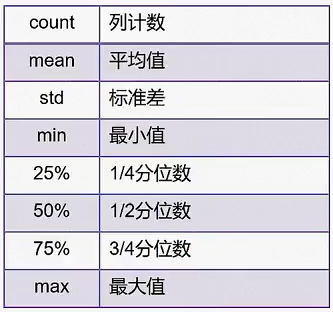 count 列计数
mean 平均值
std 标准差
min 最小值
25% 1/4分位数
50% 1/2分位数
75% 3/4分位数
max 最大值